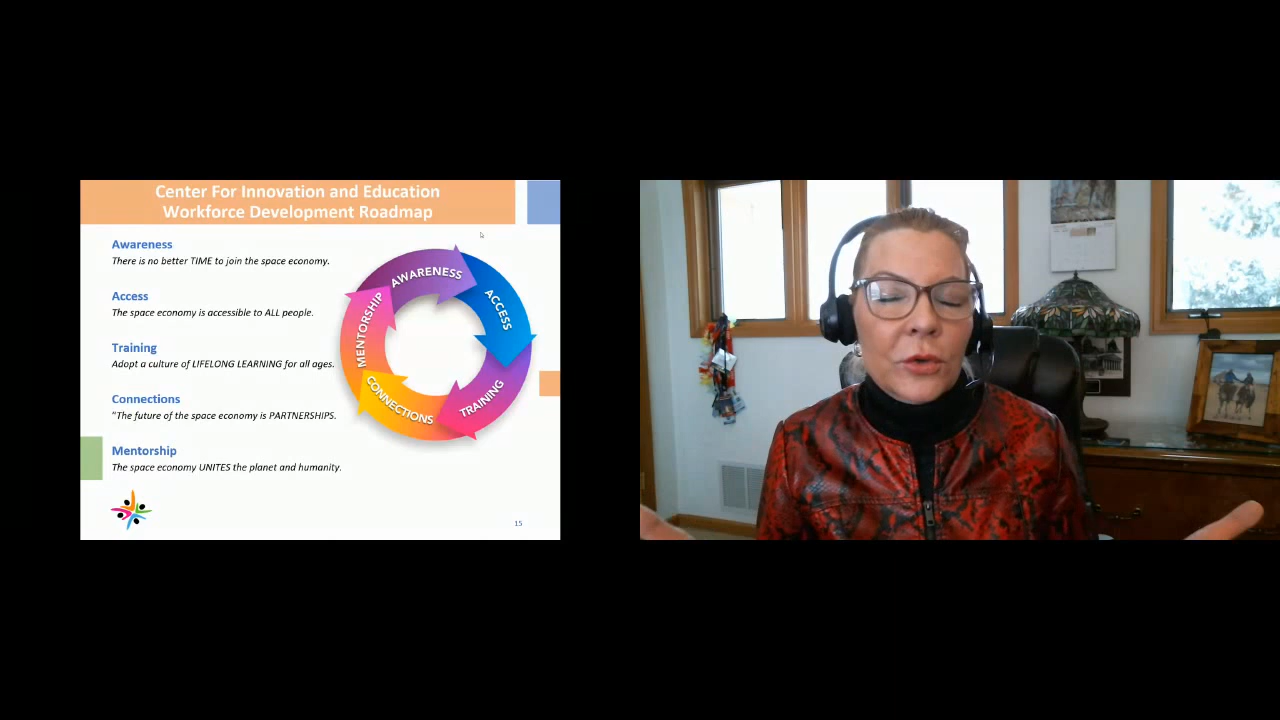 Center For Innovation and Education
Workforce Development Roadmap
Awareness
There is no better TIME to join the space economy.
Access
The space economy is accessible to ALL people.
Training
Adopt a culture of LIFELONG LEARNING for all ages.
Connections
"The future of the space economy is PARTNERSHIPS.
Mentorship
The space economy UNITES the planet and humanity.
AWARENESS
ACCESS
TRAINING
CONNECTIONS
MENTORSHIP
15